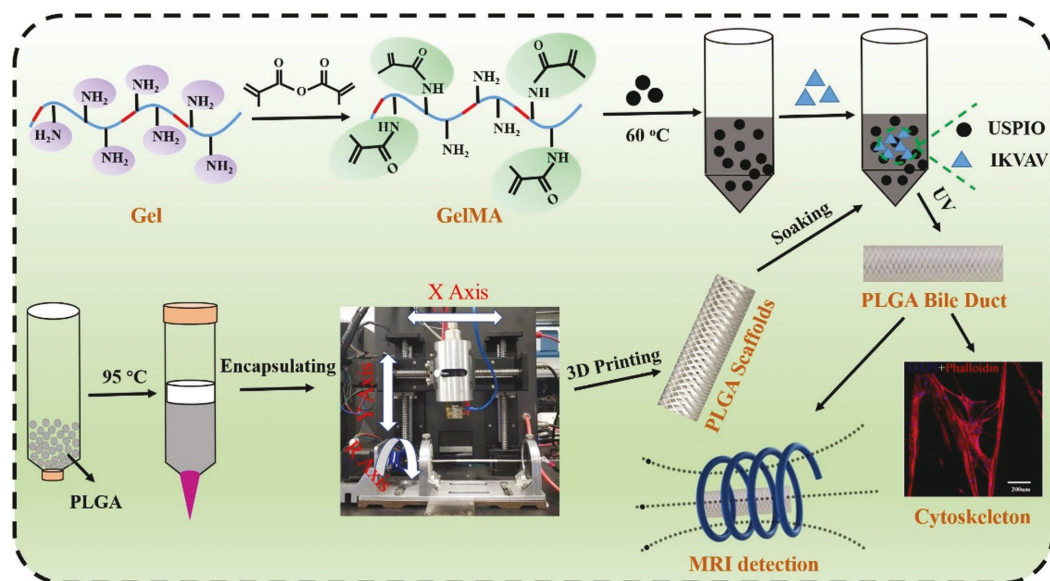 NH₂
NH₂
NH₂
H₂N
NH₂
NH₂
NH₂
Gel
O
O
O
O
NH
NH₂
O
NH
HN
O
NH₂
NH₂
NH
O
GelMA
60 °C
USPIO
IKVAV
UV
Soaking
PLGA Bile Duct
PLGA
95 °C
Encapsulating
X Axis
Y Axis
3D Printing
PLGA Scaffolds
DAPI+Phalloidin
200um
Cytoskeleton
MRI detection